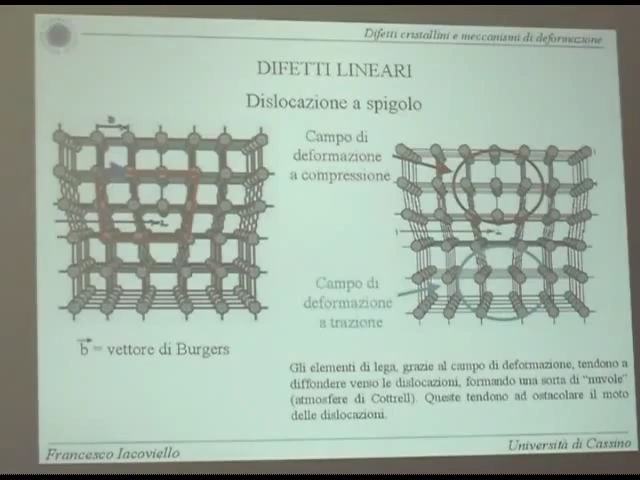 Difetti cristallini e meccanismi di deformazione
DIFETTI LINEARI
Dislocazione a spigolo
Campo di
deformazione
a compressione
Campo di
deformazione
a trazione
b = vettore di Burgers
Gli elementi di lega, grazie al campo di deformazione, tendono a
diffondere verso le dislocazioni, formando una sorta di "nuvole"
(atmosfere di Cottrell). Queste tendono ad ostacolare il moto
delle dislocazioni.
Francesco Iacoviello
Università di Cassino